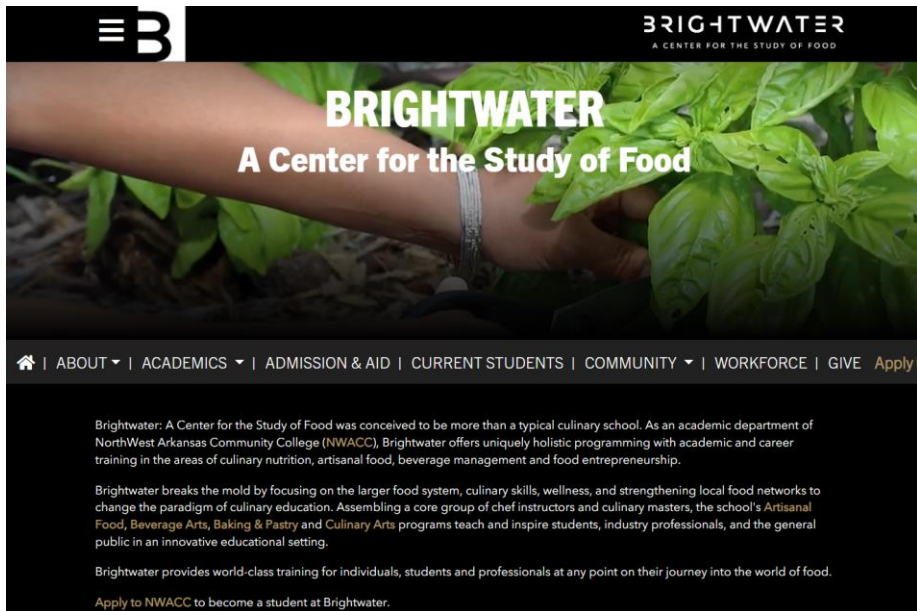 B
BRIGHTWATER
A CENTER FOR THE STUDY OF FOOD
BRIGHTWATER
A Center for the Study of Food
| ABOUT | ACADEMICS | ADMISSION & AID | CURRENT STUDENTS | COMMUNITY | WORKFORCE | GIVE Apply
Brightwater: A Center for the Study of Food was conceived to be more than a typical culinary school. As an academic department of
NorthWest Arkansas Community College (NWACC), Brightwater offers uniquely holistic programming with academic and career
training in the areas of culinary nutrition, artisanal food, beverage management and food entrepreneurship.
Brightwater breaks the mold by focusing on the larger food system, culinary skills, wellness, and strengthening local food networks to
change the paradigm of culinary education. Assembling a core group of chef instructors and culinary masters, the school's Artisanal
Food, Beverage Arts, Baking & Pastry and Culinary Arts programs teach and inspire students, industry professionals, and the general
public in an innovative educational setting.
Brightwater provides world-class training for individuals, students and professionals at any point on their journey into the world of food.
Apply to NWACC to become a student at Brightwater.